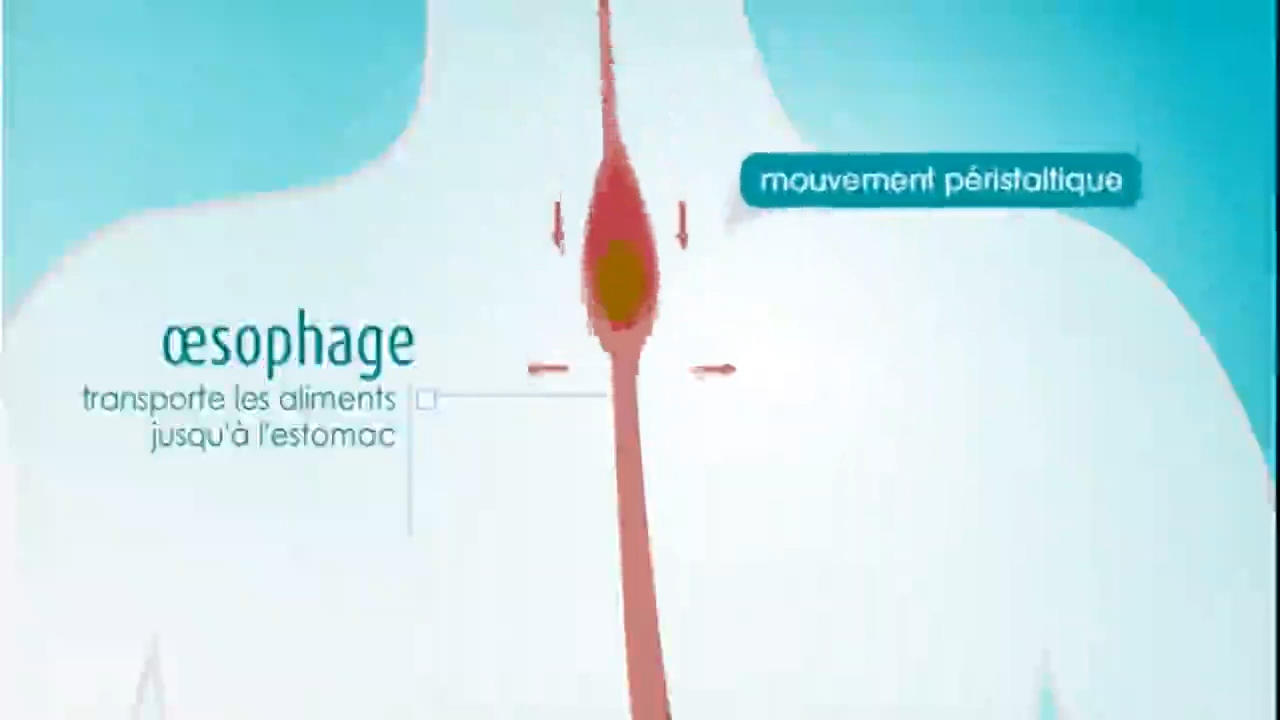 mouvement péristaltique
œsophage
transporte les aliments
jusqu'à l'estomac